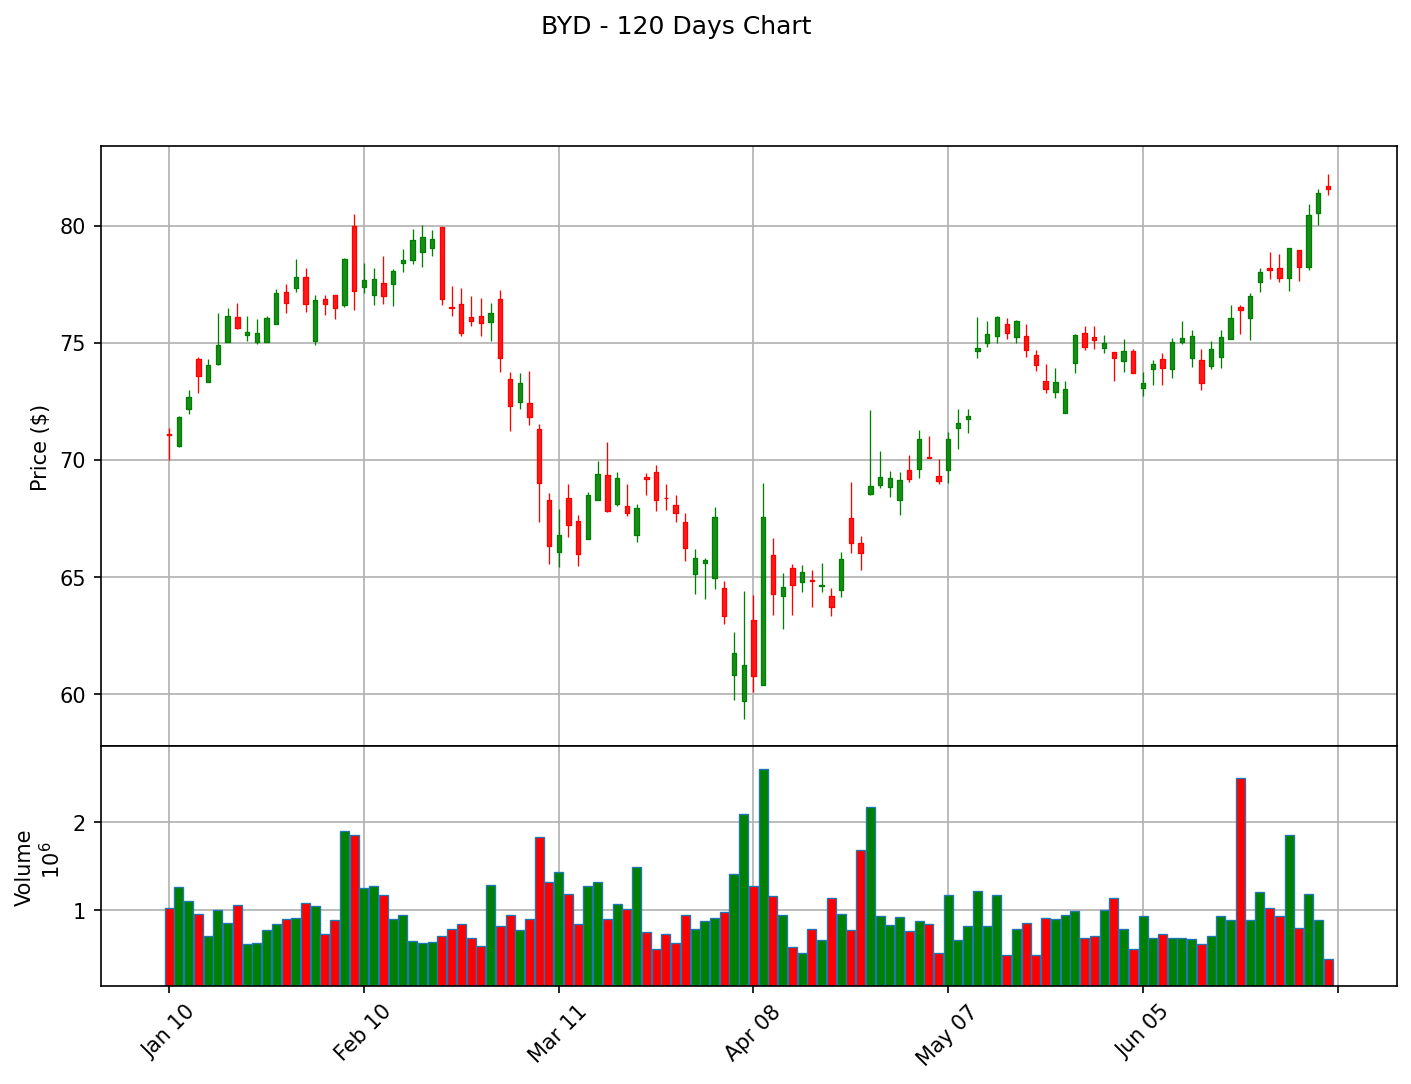 BYD - 120 Days Chart
Price ($)
80
75
70
65
60
Volume
10⁶
2
1
Jan 10
Feb 10
Mar 11
Apr 08
May 07
Jun 05